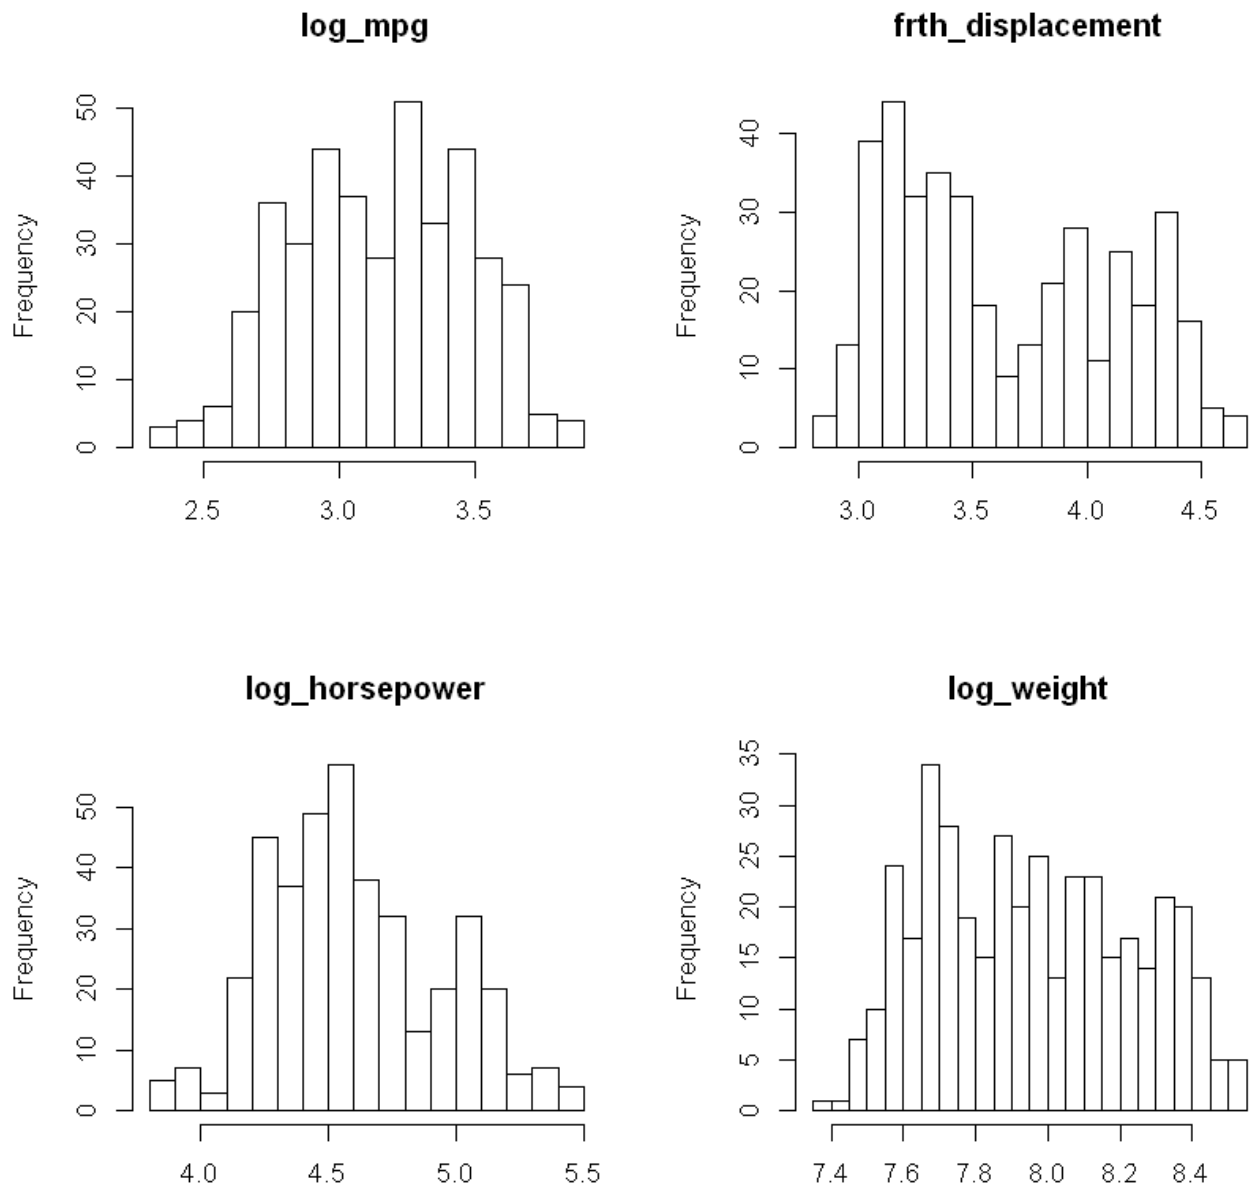 log_mpg
Frequency
0 10 20 30 40 50
2.5 3.0 3.5
frth_displacement
Frequency
0 10 20 30 40
3.0 3.5 4.0 4.5
log_horsepower
Frequency
0 10 20 30 40 50
4.0 4.5 5.0 5.5
log_weight
Frequency
0 5 10 15 20 25 30 35
7.4 7.6 7.8 8.0 8.2 8.4